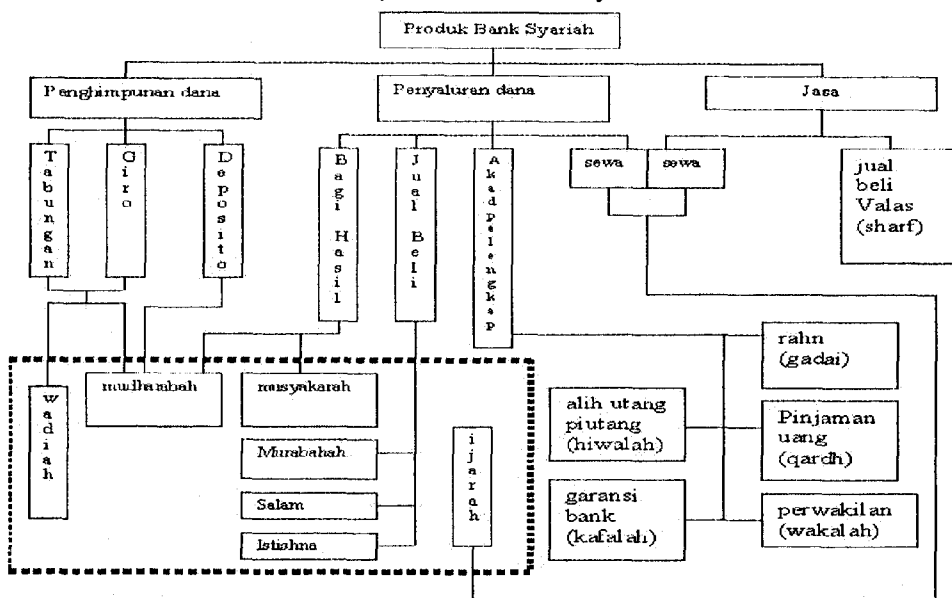 Produk Bank Syariah
Penghimpunan dana
Penyaluran dana
Jasa
Tabungan
Giro
Deposito
Bagi Hasil
Jual Beli
Akadpelengkap
sewa
sewa
jual
beli
Valas
(sharf)
wadiah
mudharabah
musyakarah
Murabahah
Salam
Istishna
ijarah
rahn
(gadai)
alih utang
piutang
(hiwalah)
Pinjaman
uang
(qardh)
garansi
bank
(kafalah)
perwakilan
(wakalah)